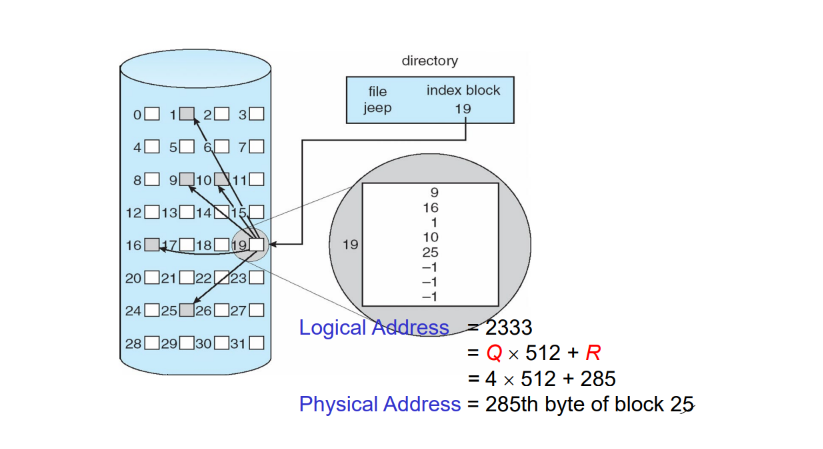 directory
file index block
jeep 19
0 1 2 3
4 5 6 7
8 9 10 11
12 13 14 15
16 17 18 19
20 21 22 23
24 25 26 27
28 29 30 31
19
9
16
1
10
25
–1
–1
–1
Logical Address = 2333
= Q × 512 + R
= 4 × 512 + 285
Physical Address = 285th byte of block 25